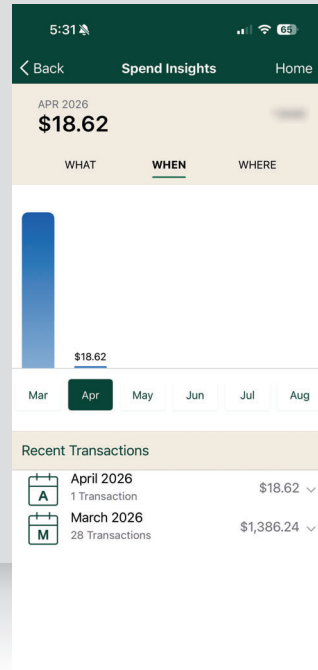 5:31 65
Back Spend Insights Home
APR 2026
$18.62
WHAT WHEN WHERE
$18.62
Mar Apr May Jun Jul Aug
Recent Transactions
A April 2026 $18.62
1 Transaction
M March 2026 $1,386.24
28 Transactions